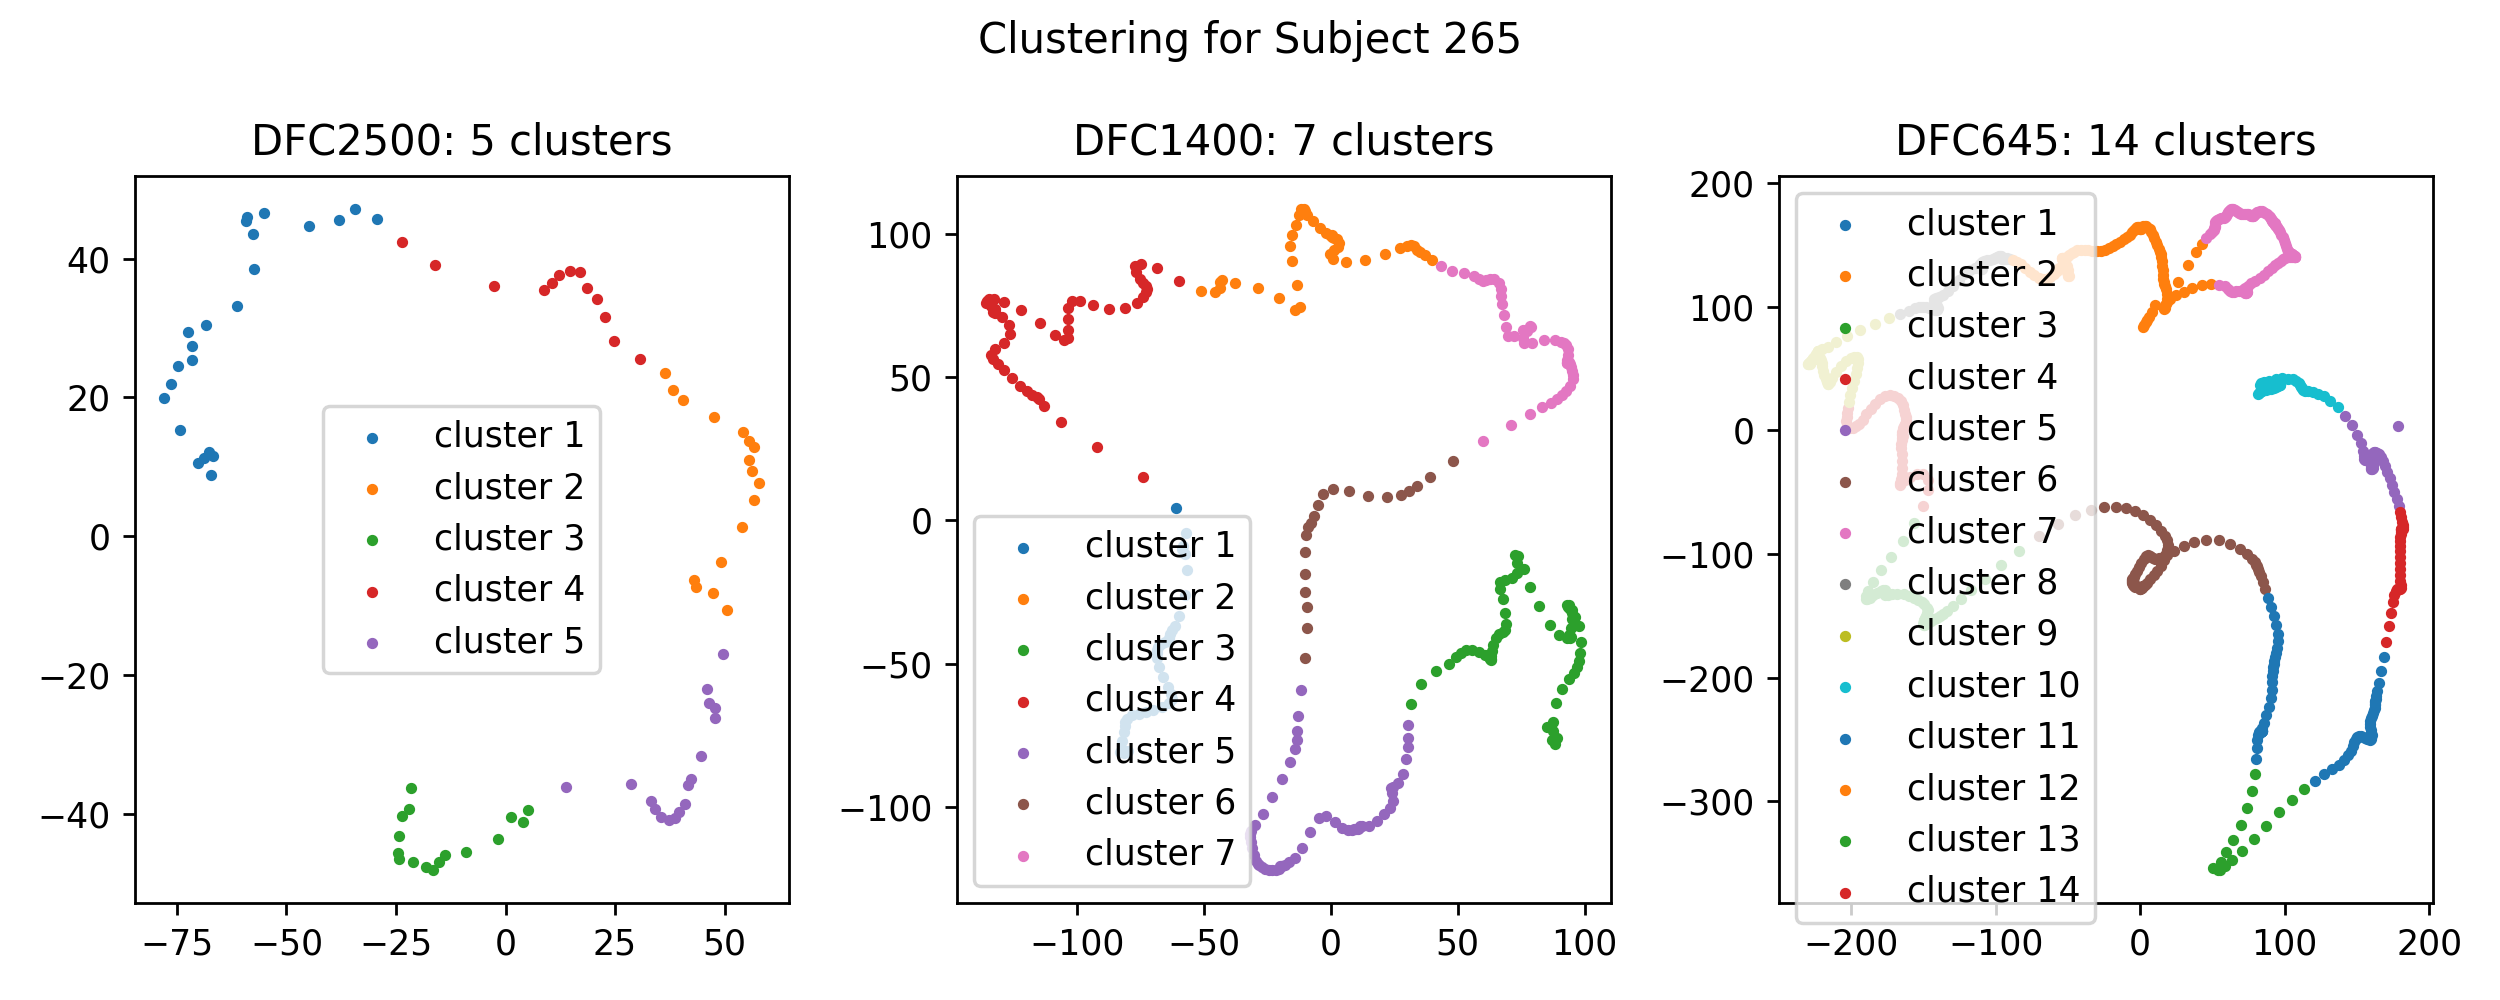 Clustering for Subject 265
DFC2500: 5 clusters
40
20
0
−20
−40
−75
−50
−25
0
25
50
cluster 1
cluster 2
cluster 3
cluster 4
cluster 5
DFC1400: 7 clusters
100
50
0
−50
−100
−100
−50
0
50
100
cluster 1
cluster 2
cluster 3
cluster 4
cluster 5
cluster 6
cluster 7
DFC645: 14 clusters
200
100
0
−100
−200
−300
−200
−100
0
100
200
cluster 1
cluster 2
cluster 3
cluster 4
cluster 5
cluster 6
cluster 7
cluster 8
cluster 9
cluster 10
cluster 11
cluster 12
cluster 13
cluster 14